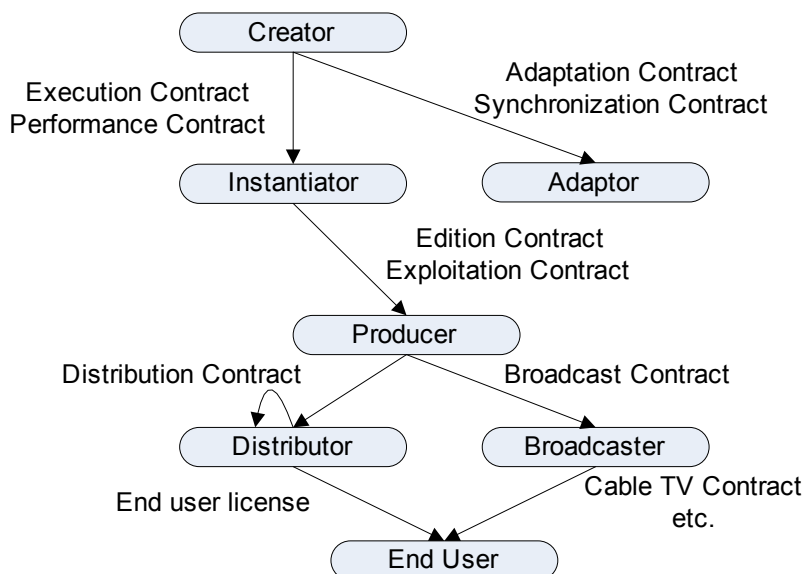 Creator
Execution Contract
Performance Contract
Adaptation Contract
Synchronization Contract
Instantiator
Adaptor
Edition Contract
Exploitation Contract
Producer
Distribution Contract
Broadcast Contract
Distributor
Broadcaster
End user license
Cable TV Contract
etc.
End User